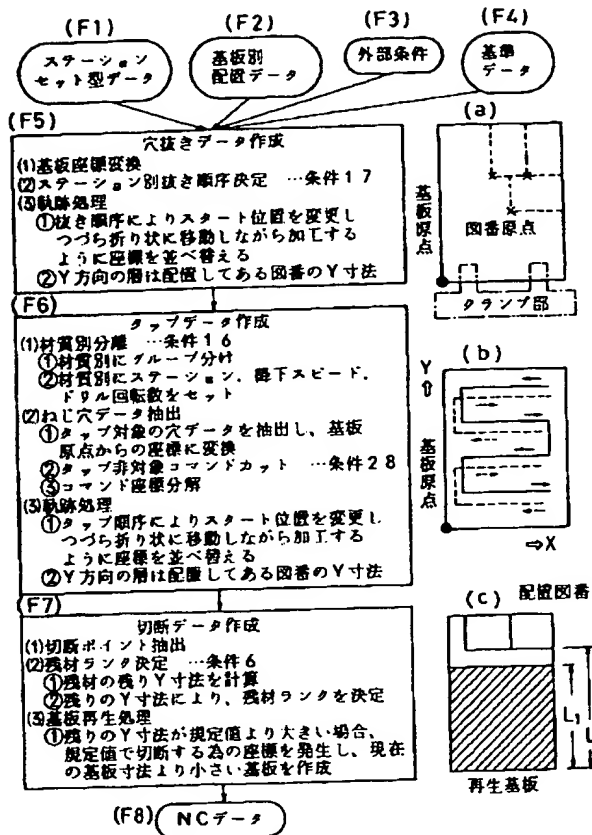 (F1)
ステーション
セット型データ
(F2)
基板別
配置データ
(F3)
外部条件
(F4)
基準
データ
(F5)
穴抜きデータ作成
(1)基板座標変換
(2)ステーション別抜き順序決定 …条件17
(3)軌跡処理
①抜き順序によりスタート位置を変更し
つづら折り状に移動しながら加工する
ように座標を並べ替える
②Y方向の層は配置してある図番のY寸法
(a)
基板原点
図番原点
クランプ部
(F6)
タップデータ作成
(1)材質別分離 …条件16
①材質別にグループ分け
②材質別にステーション、降下スピード、
ドリル回転数をセット
(2)ねじ穴データ抽出
①タップ対象の穴データを抽出し、基板
原点からの座標に変換
②タップ非対象コマンドカット …条件28
③コマンド座標分解
(3)軌跡処理
①タップ順序によりスタート位置を変更し
つづら折り状に移動しながら加工する
ように座標を並べ替える
②Y方向の層は配置してある図番のY寸法
(b)
Y
⇧
基板原点
⇨X
(F7)
切断データ作成
(1)切断ポイント抽出
(2)残材ランク決定 …条件6
①残材の残りY寸法を計算
②残りのY寸法により、残材ランクを決定
(3)基板再生処理
①残りのY寸法が規定値より大きい場合、
規定値で切断する為の座標を発生し、現在
の基板寸法より小さい基板を作成
(c)
配置図番
L₁
L
再生基板
(F8)
NCデータ